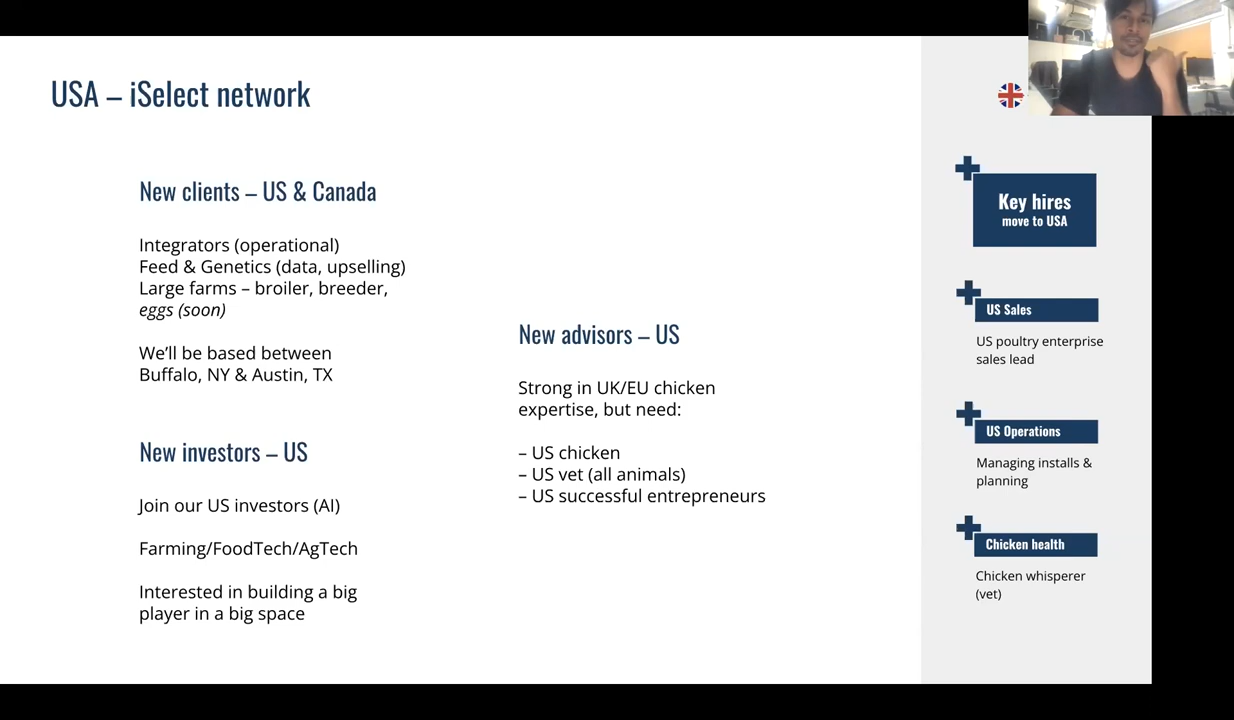 USA – iSelect network
New clients – US & Canada
Integrators (operational)
Feed & Genetics (data, upselling)
Large farms – broiler, breeder,
eggs (soon)
We’ll be based between
Buffalo, NY & Austin, TX
New investors – US
Join our US investors (AI)
Farming/FoodTech/AgTech
Interested in building a big
player in a big space
New advisors – US
Strong in UK/EU chicken
expertise, but need:
– US chicken
– US vet (all animals)
– US successful entrepreneurs
Key hires
move to USA
US Sales
US poultry enterprise
sales lead
US Operations
Managing installs &
planning
Chicken health
Chicken whisperer
(vet)